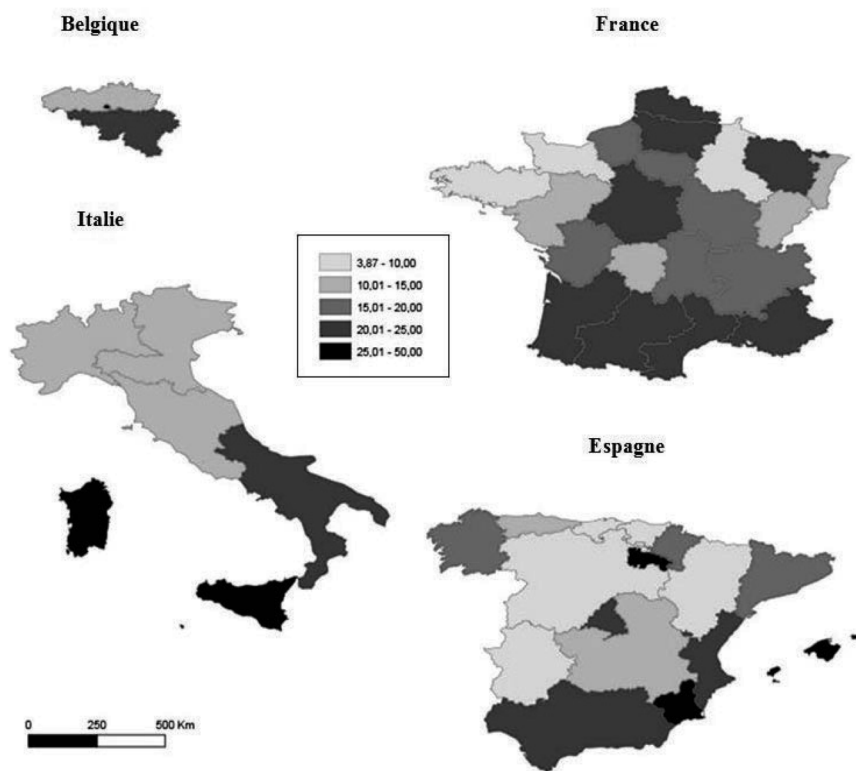 Belgique
France
Italie
3,87 - 10,00
10,01 - 15,00
15,01 - 20,00
20,01 - 25,00
25,01 - 50,00
Espagne
0 250 500 Km